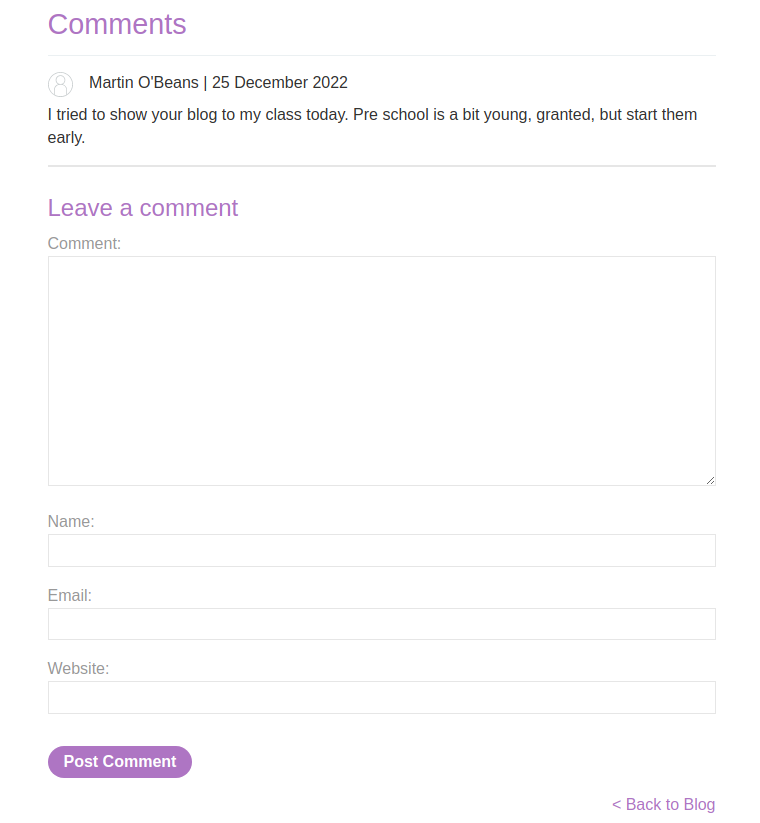 Comments
Martin O'Beans | 25 December 2022
I tried to show your blog to my class today. Pre school is a bit young, granted, but start them
early.
Leave a comment
Comment:
Name:
Email:
Website:
Post Comment
< Back to Blog